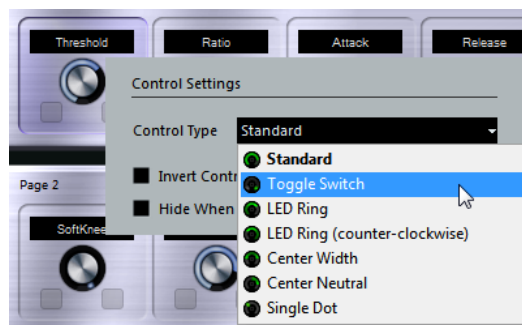 Threshold
Ratio
Attack
Release
Control Settings
Control Type Standard
Page 2
Invert Contr
Hide When
SoftKnee
Standard
Toggle Switch
LED Ring
LED Ring (counter-clockwise)
Center Width
Center Neutral
Single Dot